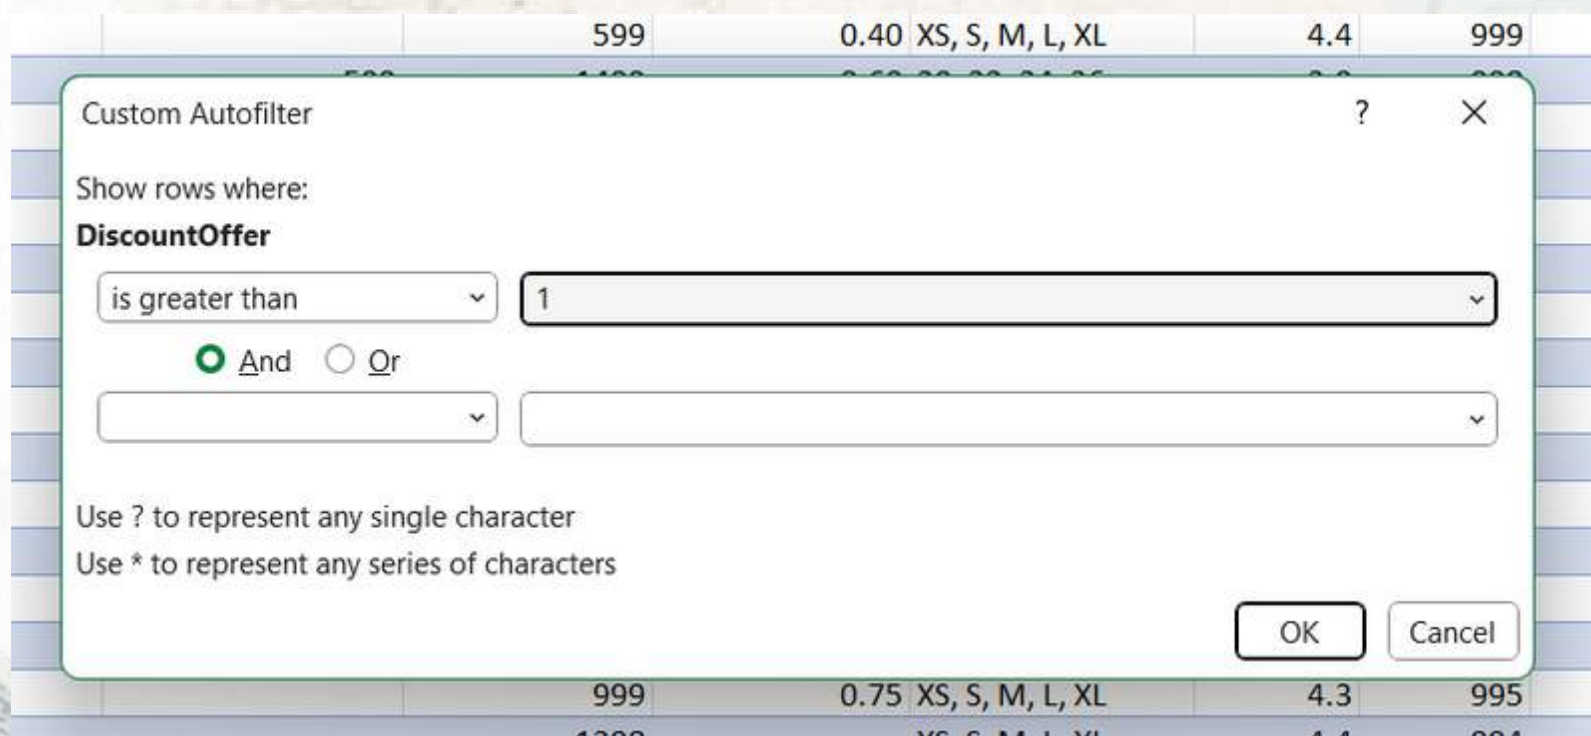 599 0.40 XS, S, M, L, XL 4.4 999
Custom Autofilter ?
Show rows where:
DiscountOffer
is greater than 1
And Or
Use ? to represent any single character
Use * to represent any series of characters
OK Cancel
999 0.75 XS, S, M, L, XL 4.3 995